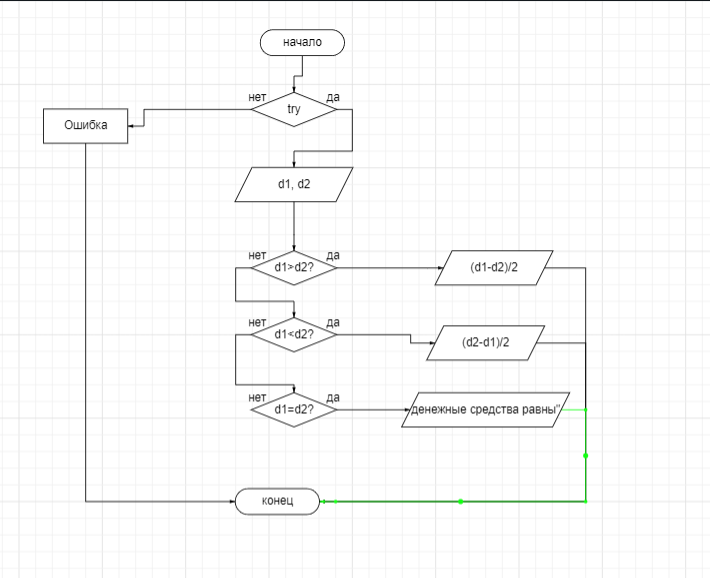 начало
нет
да
try
Ошибка
d1, d2
нет
да
d1>d2?
(d1-d2)/2
нет
да
d1<d2?
(d2-d1)/2
нет
да
d1=d2?
денежные средства равны"
конец